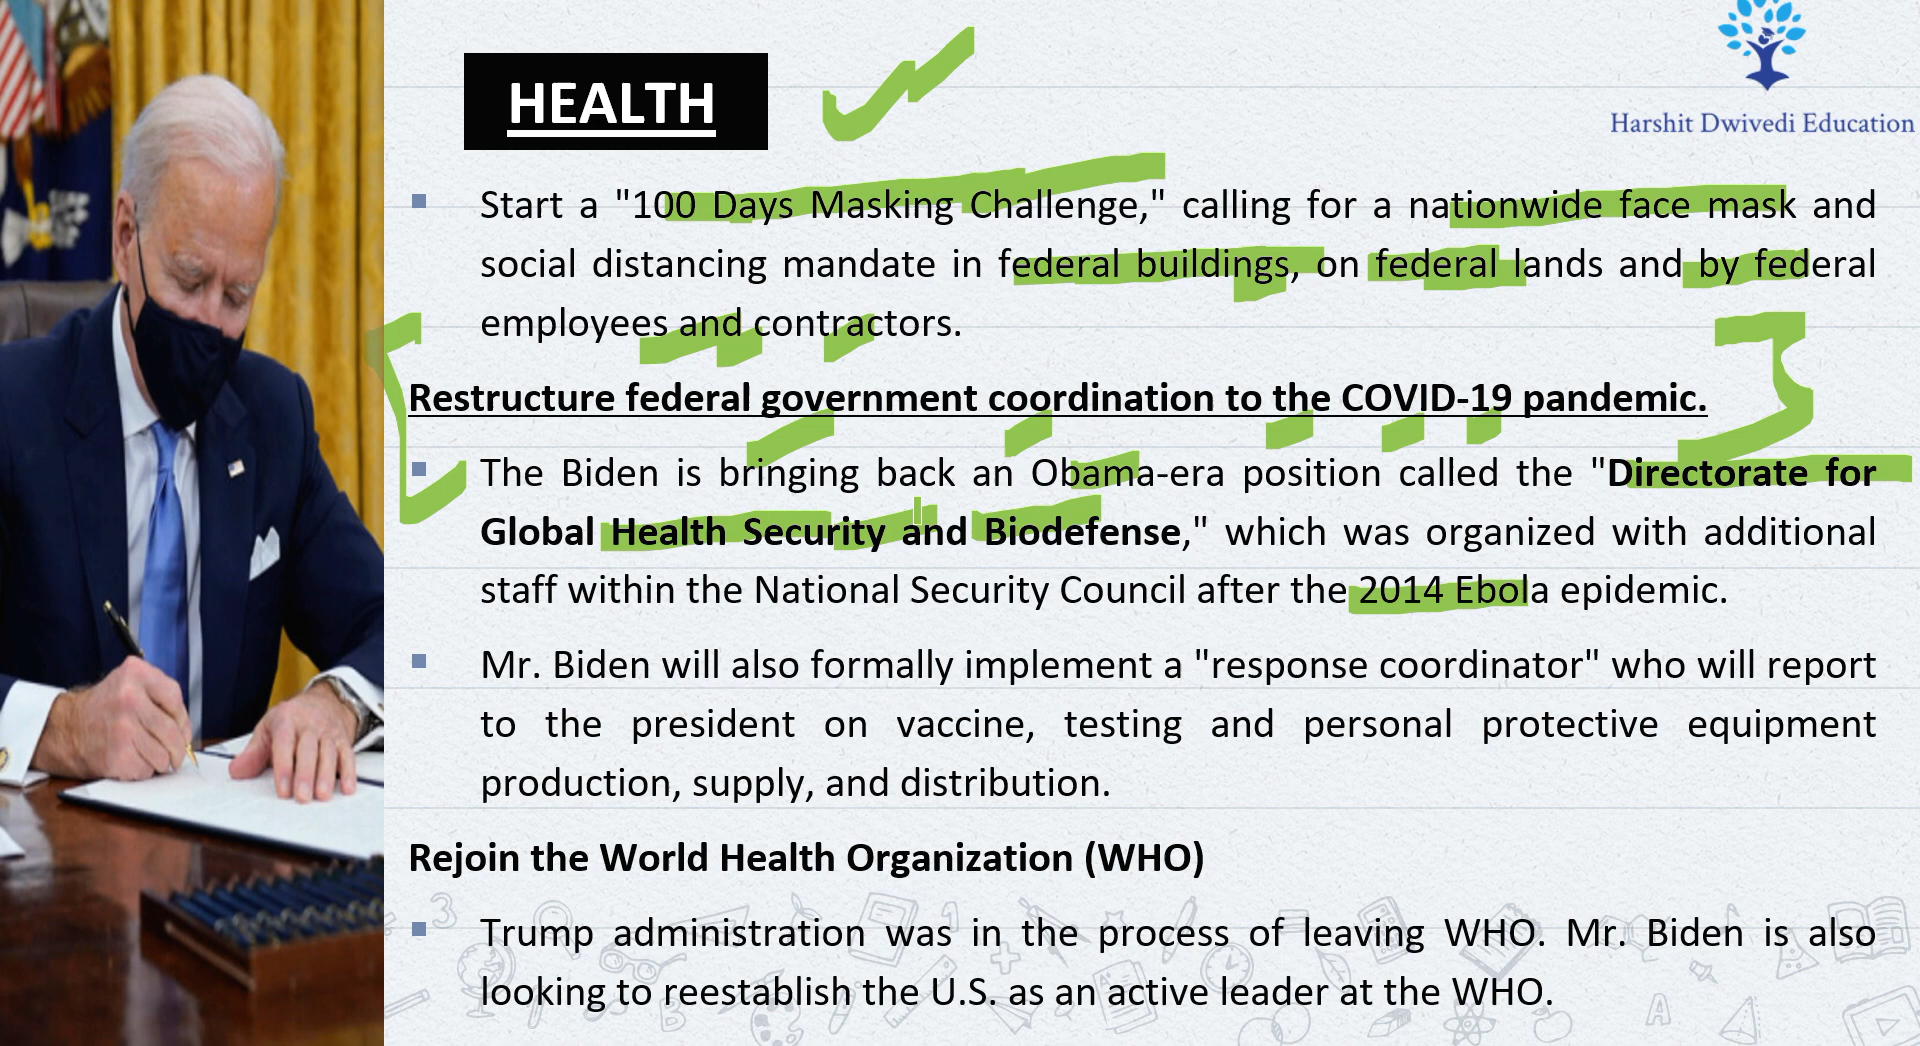 HEALTH
Harshit Dwivedi Education
Start a "100 Days Masking Challenge," calling for a nationwide face mask and
social distancing mandate in federal buildings, on federal lands and by federal
employees and contractors.
Restructure federal government coordination to the COVID-19 pandemic.
The Biden is bringing back an Obama-era position called the "Directorate for
Global Health Security and Biodefense," which was organized with additional
staff within the National Security Council after the 2014 Ebola epidemic.
Mr. Biden will also formally implement a "response coordinator" who will report
to the president on vaccine, testing and personal protective equipment
production, supply, and distribution.
Rejoin the World Health Organization (WHO)
Trump administration was in the process of leaving WHO. Mr. Biden is also
looking to reestablish the U.S. as an active leader at the WHO.